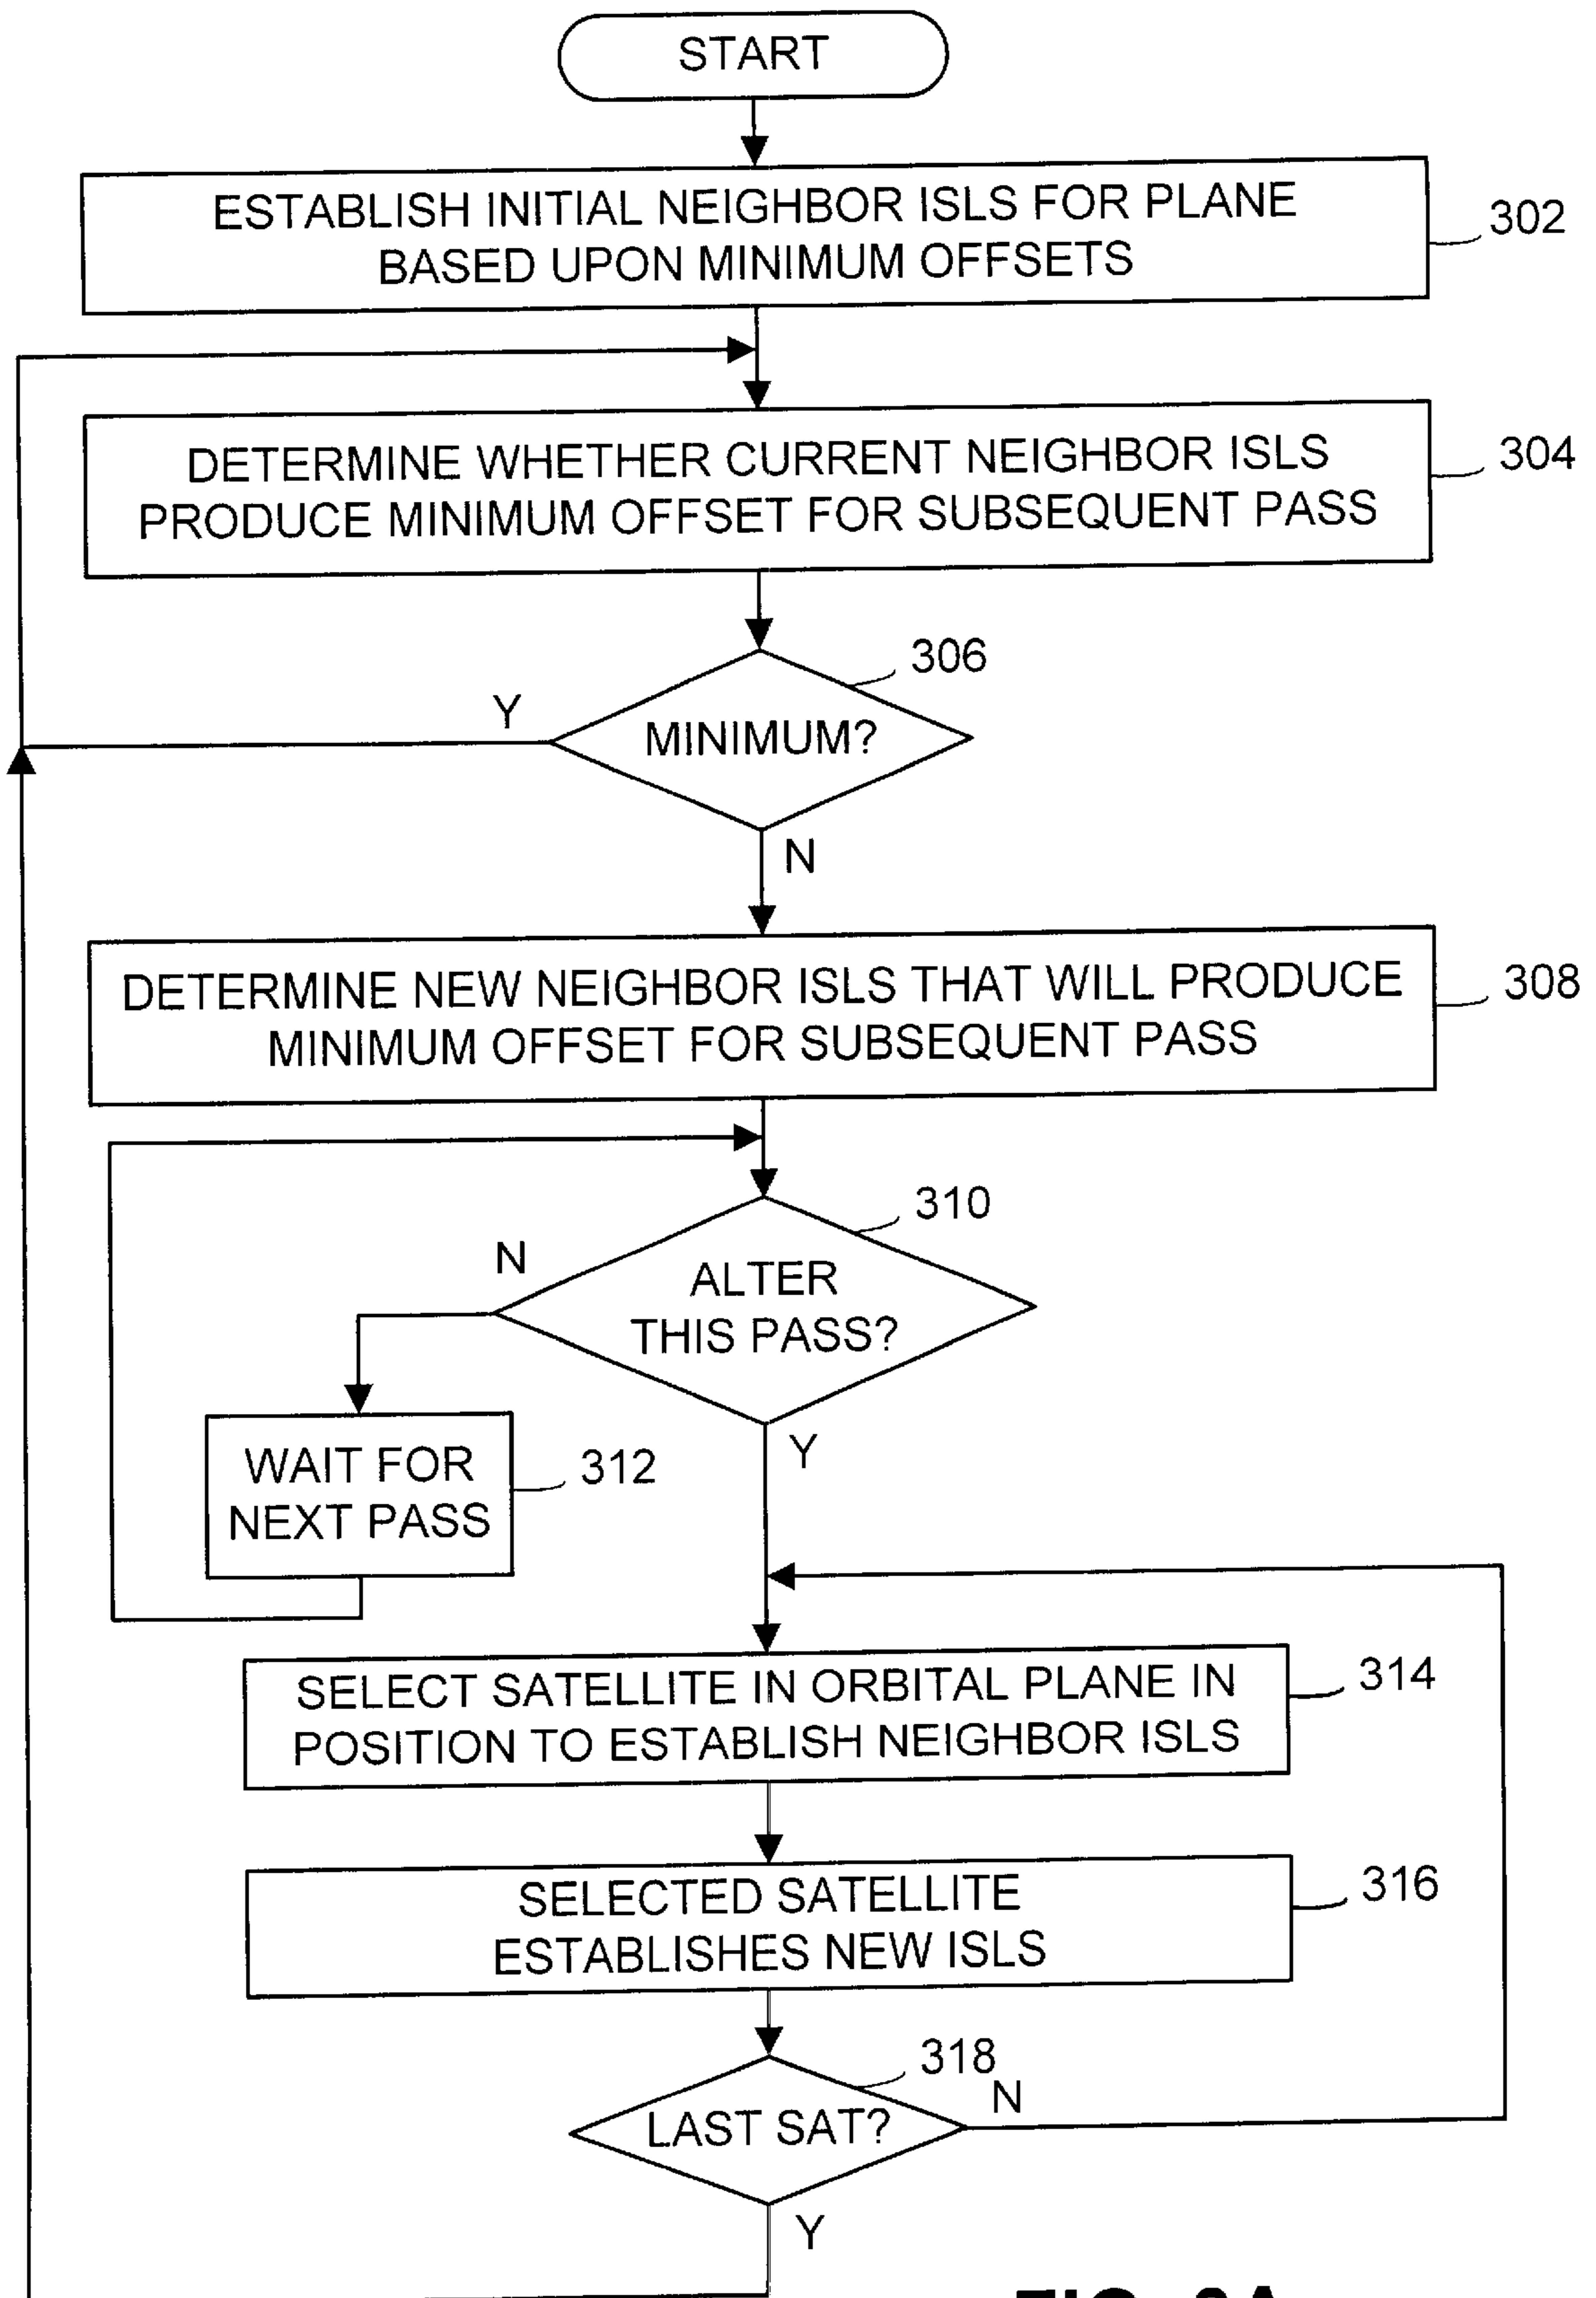 START
ESTABLISH INITIAL NEIGHBOR ISLS FOR PLANE
BASED UPON MINIMUM OFFSETS
302
DETERMINE WHETHER CURRENT NEIGHBOR ISLS
PRODUCE MINIMUM OFFSET FOR SUBSEQUENT PASS
304
306
Y
MINIMUM?
N
DETERMINE NEW NEIGHBOR ISLS THAT WILL PRODUCE
MINIMUM OFFSET FOR SUBSEQUENT PASS
308
310
N
ALTER
THIS PASS?
Y
WAIT FOR
NEXT PASS
312
SELECT SATELLITE IN ORBITAL PLANE IN
POSITION TO ESTABLISH NEIGHBOR ISLS
314
SELECTED SATELLITE
ESTABLISHES NEW ISLS
316
318
N
LAST SAT?
Y